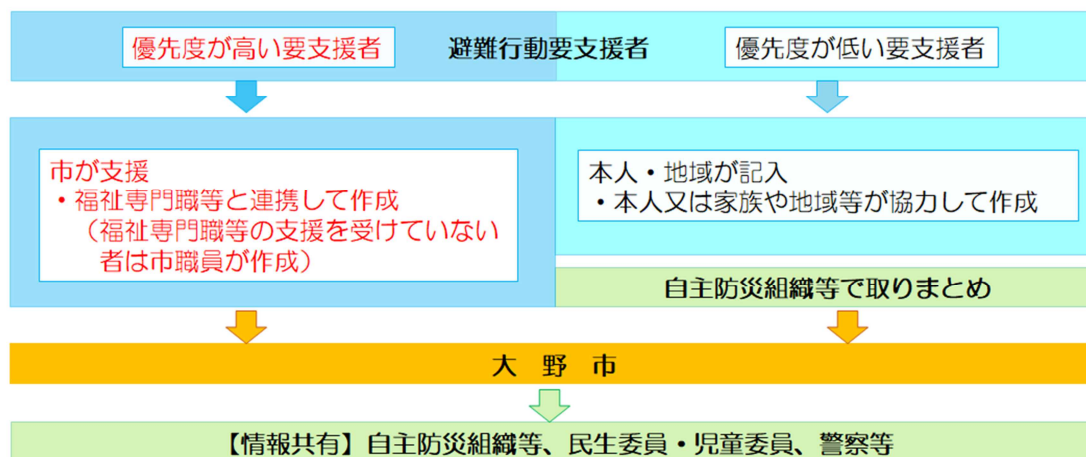 優先度が高い要支援者
避難行動要支援者
優先度が低い要支援者
市が支援
・福祉専門職等と連携して作成
（福祉専門職等の支援を受けていない
者は市職員が作成）
本人・地域が記入
・本人又は家族や地域等が協力して作成
自主防災組織等で取りまとめ
大　野　市
【情報共有】自主防災組織等、民生委員・児童委員、警察等